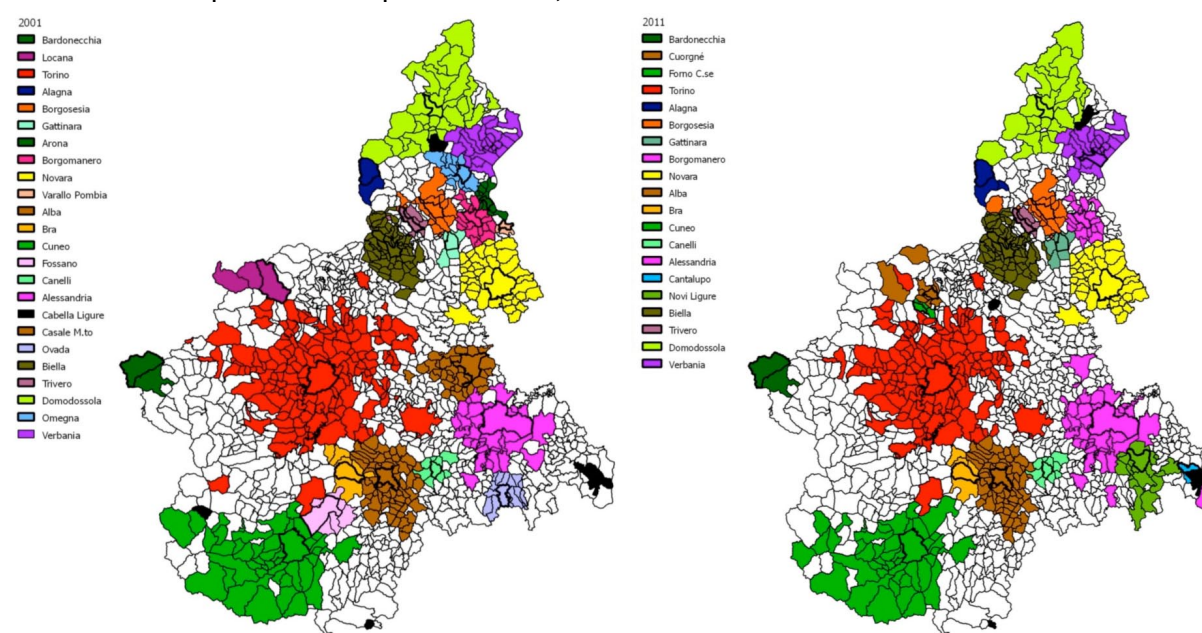 2001
Bardonecchia
Locana
Torino
Alagna
Borgosesia
Gattinara
Arona
Borgomanero
Novara
Varallo Pombia
Alba
Bra
Cuneo
Fossano
Canelli
Alessandria
Cabella Ligure
Casale M.to
Ovada
Biella
Trivero
Domodossola
Omegna
Verbania
2011
Bardonecchia
Cuorgné
Forno C.se
Torino
Alagna
Borgosesia
Gattinara
Borgomanero
Novara
Alba
Bra
Cuneo
Canelli
Alessandria
Cantalupo
Novi Ligure
Biella
Trivero
Domodossola
Verbania